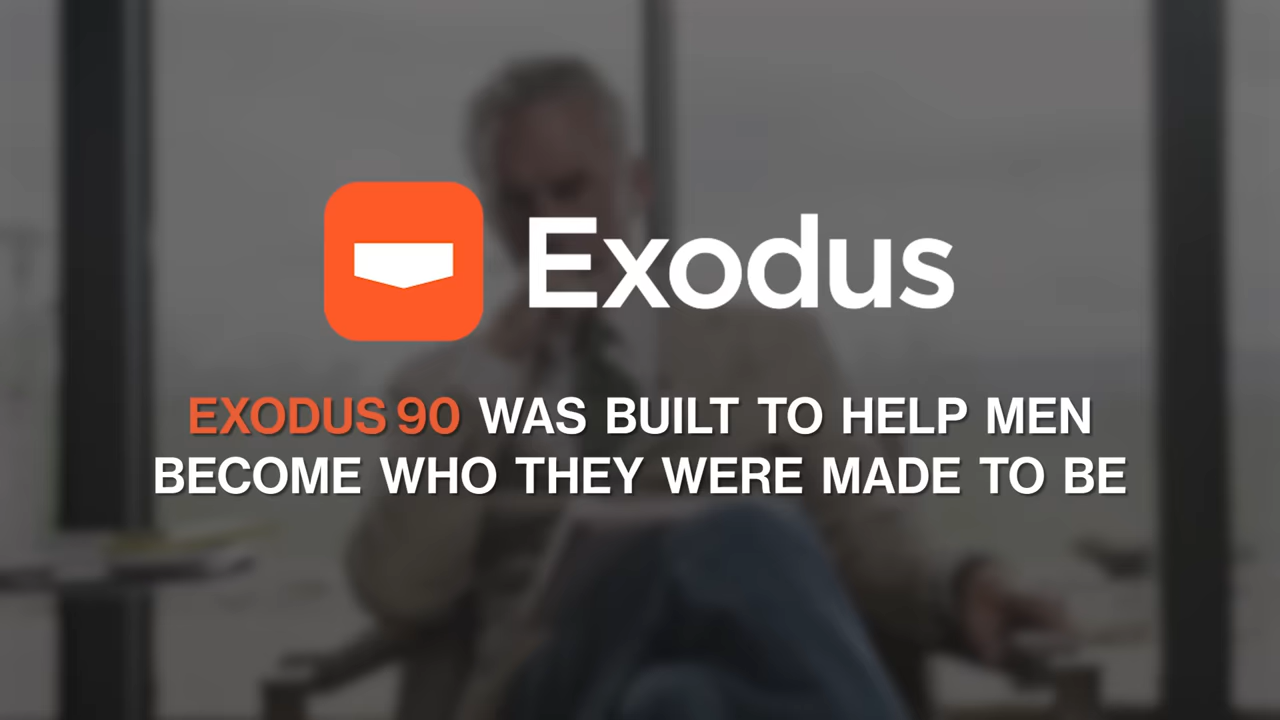 Exodus
EXODUS 90 WAS BUILT TO HELP MEN
BECOME WHO THEY WERE MADE TO BE